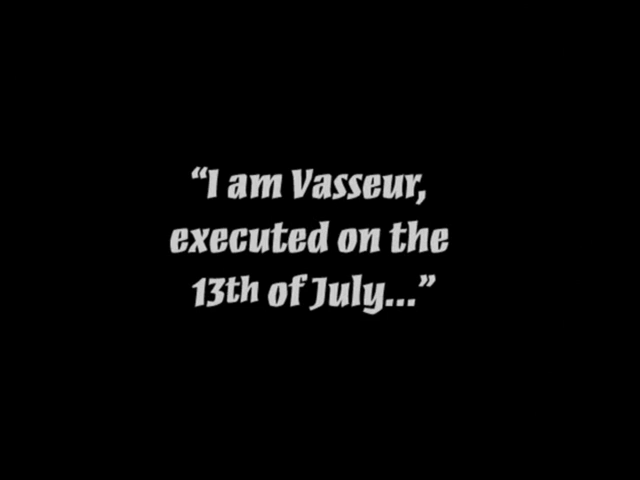 “I am Vasseur,
executed on the
13th of July...”